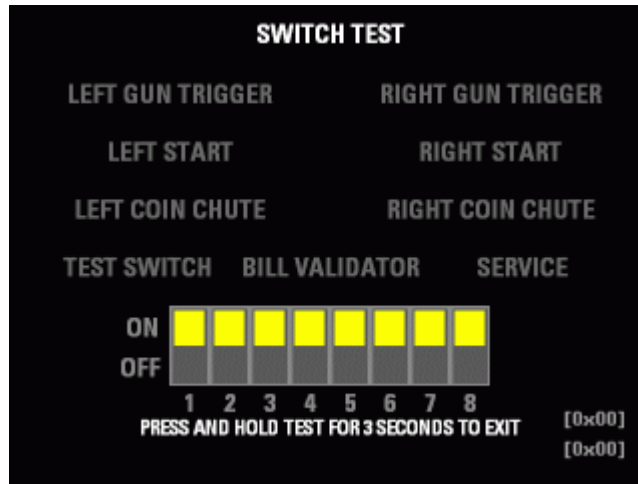 SWITCH TEST
LEFT GUN TRIGGER RIGHT GUN TRIGGER
LEFT START RIGHT START
LEFT COIN CHUTE RIGHT COIN CHUTE
TEST SWITCH BILL VALIDATOR SERVICE
ON
OFF
1 2 3 4 5 6 7 8
PRESS AND HOLD TEST FOR 3 SECONDS TO EXIT
[0x00]
[0x00]